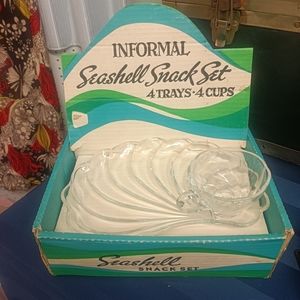 INFORMAL
Seashell Snack Set
4 TRAYS • 4 CUPS
Seashell
SNACK SET